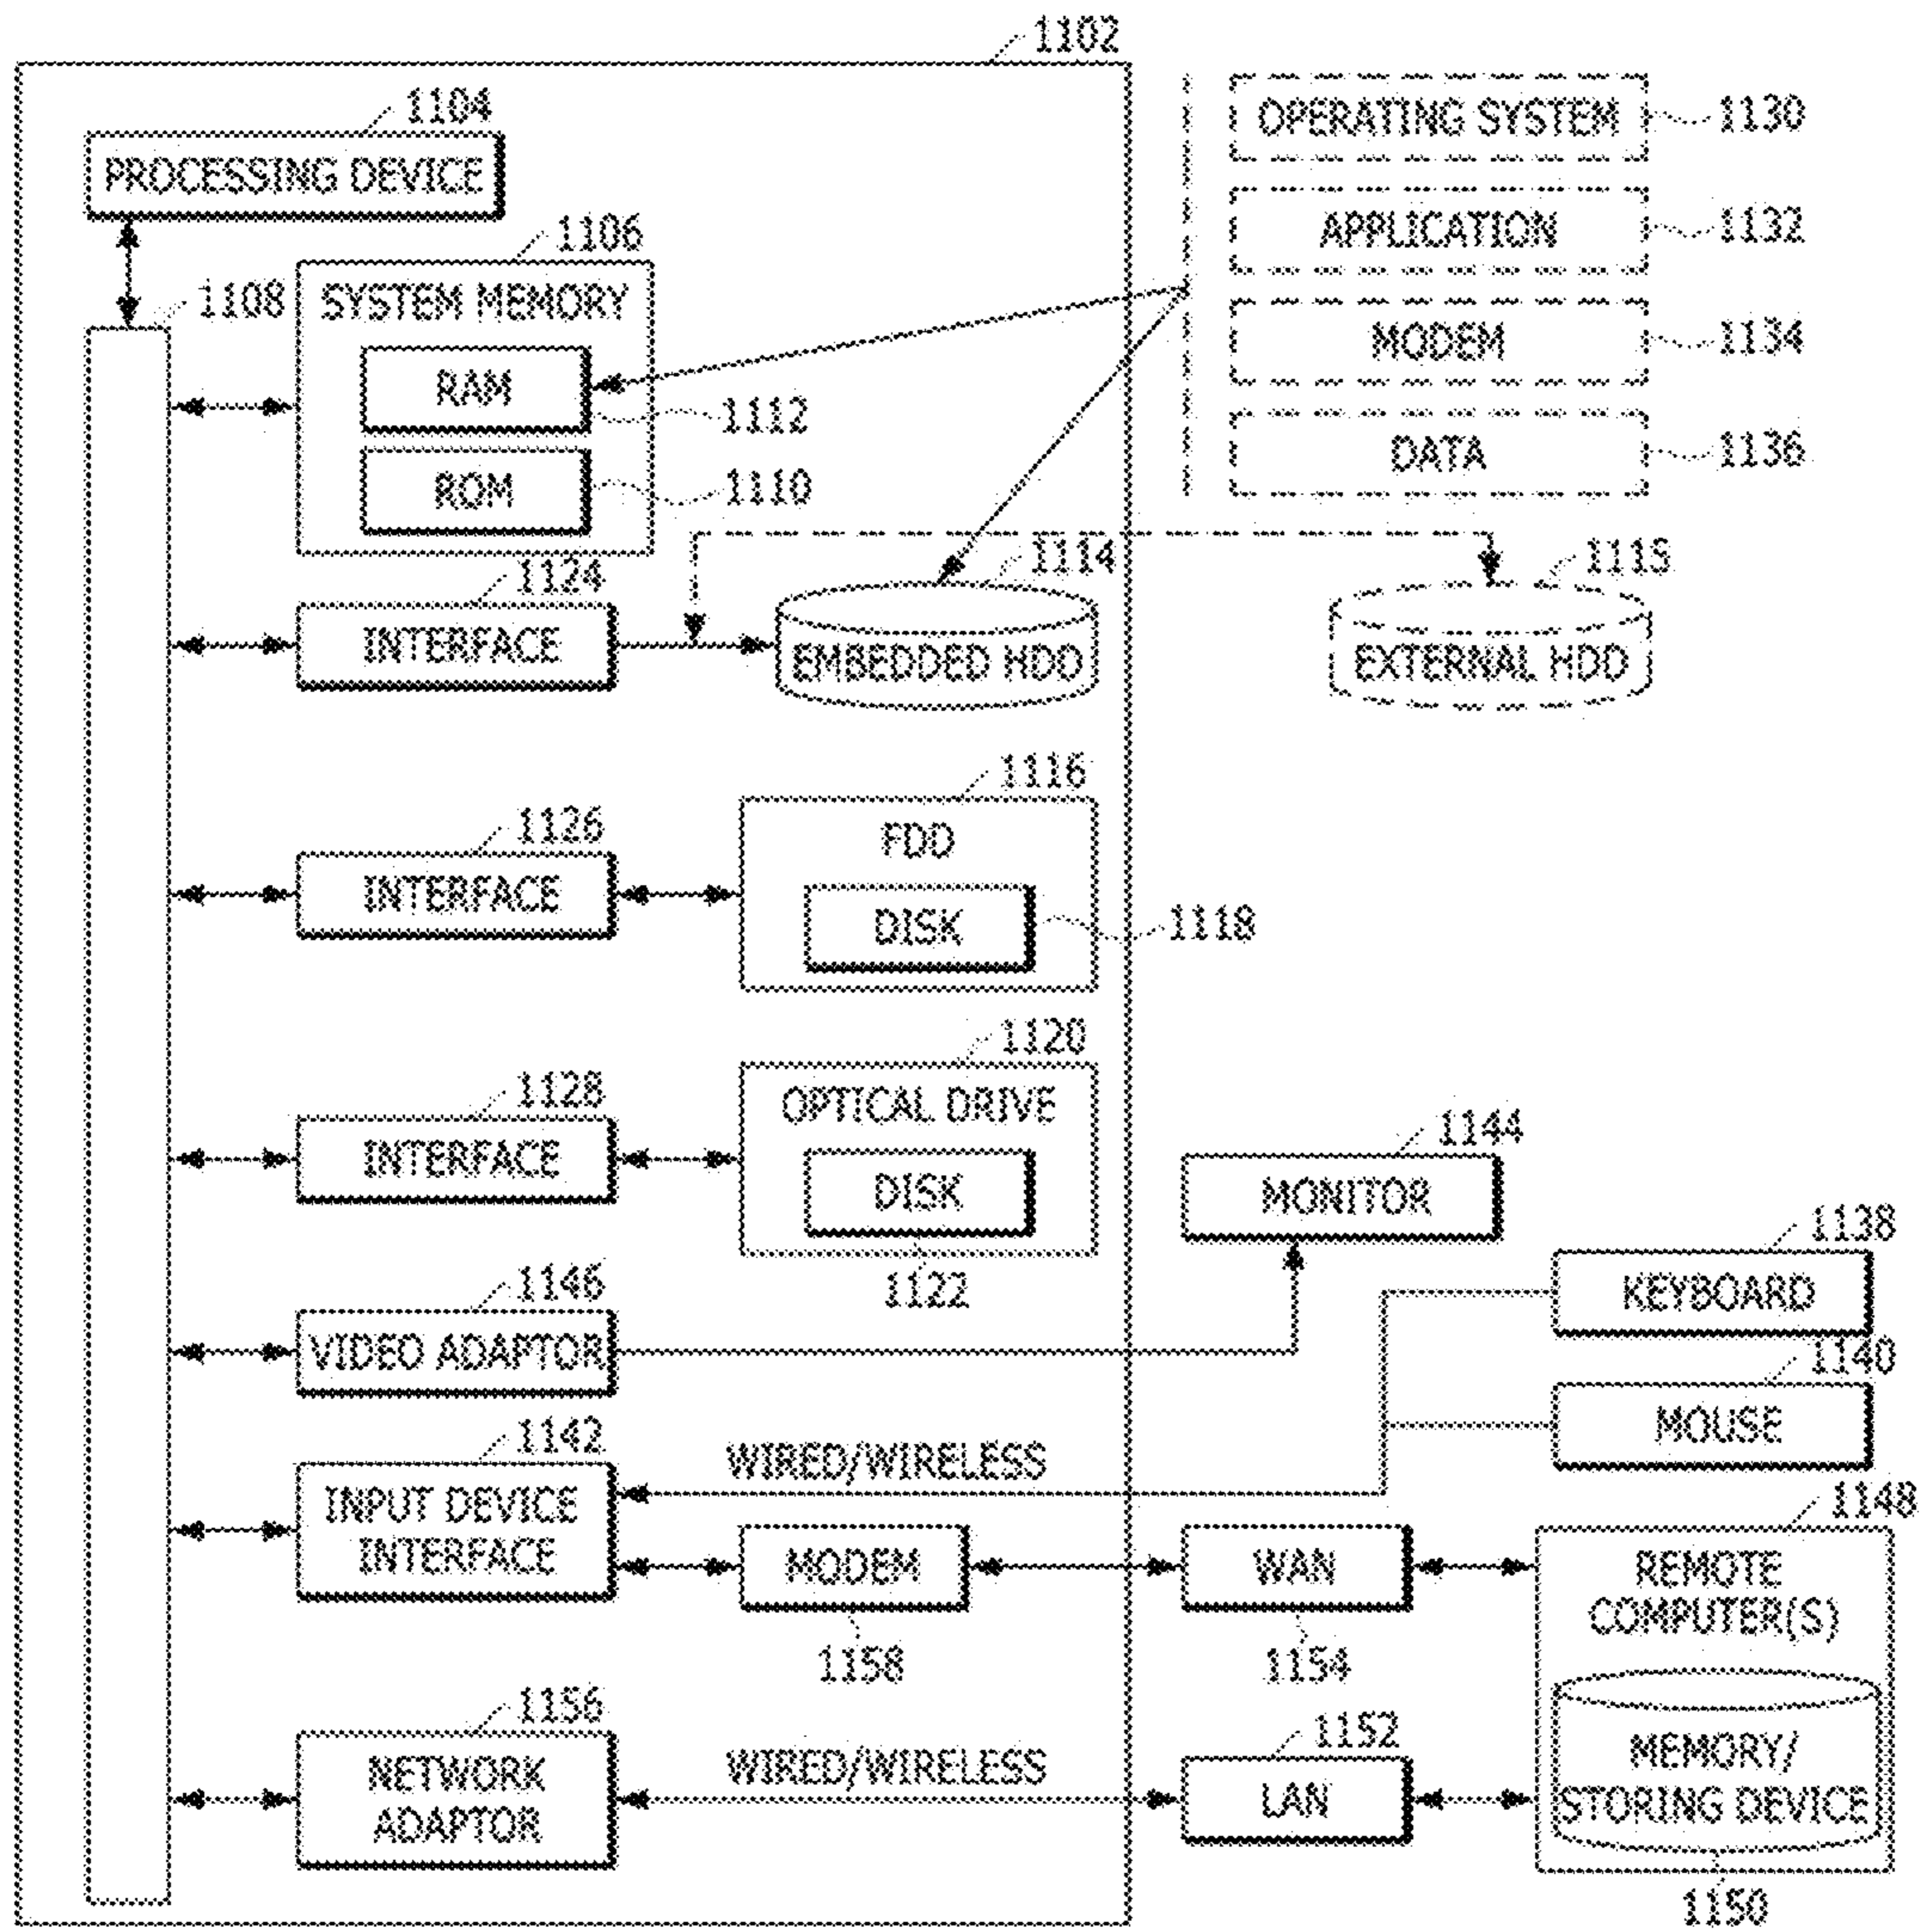 1102
1104
PROCESSING DEVICE
1106
1108
SYSTEM MEMORY
RAM
1112
ROM
1110
OPERATING SYSTEM
1130
APPLICATION
1132
MODEM
1134
DATA
1136
1124
INTERFACE
1114
EMBEDDED HDD
1115
EXTERNAL HDD
1126
INTERFACE
1116
FDD
DISK
1118
1128
INTERFACE
1120
OPTICAL DRIVE
DISK
1122
1144
MONITOR
1146
VIDEO ADAPTOR
1138
KEYBOARD
1140
MOUSE
1142
INPUT DEVICE
INTERFACE
WIRED/WIRELESS
MODEM
1158
WAN
1154
1148
REMOTE
COMPUTER(S)
1156
NETWORK
ADAPTOR
WIRED/WIRELESS
1152
LAN
MEMORY/
STORING DEVICE
1150